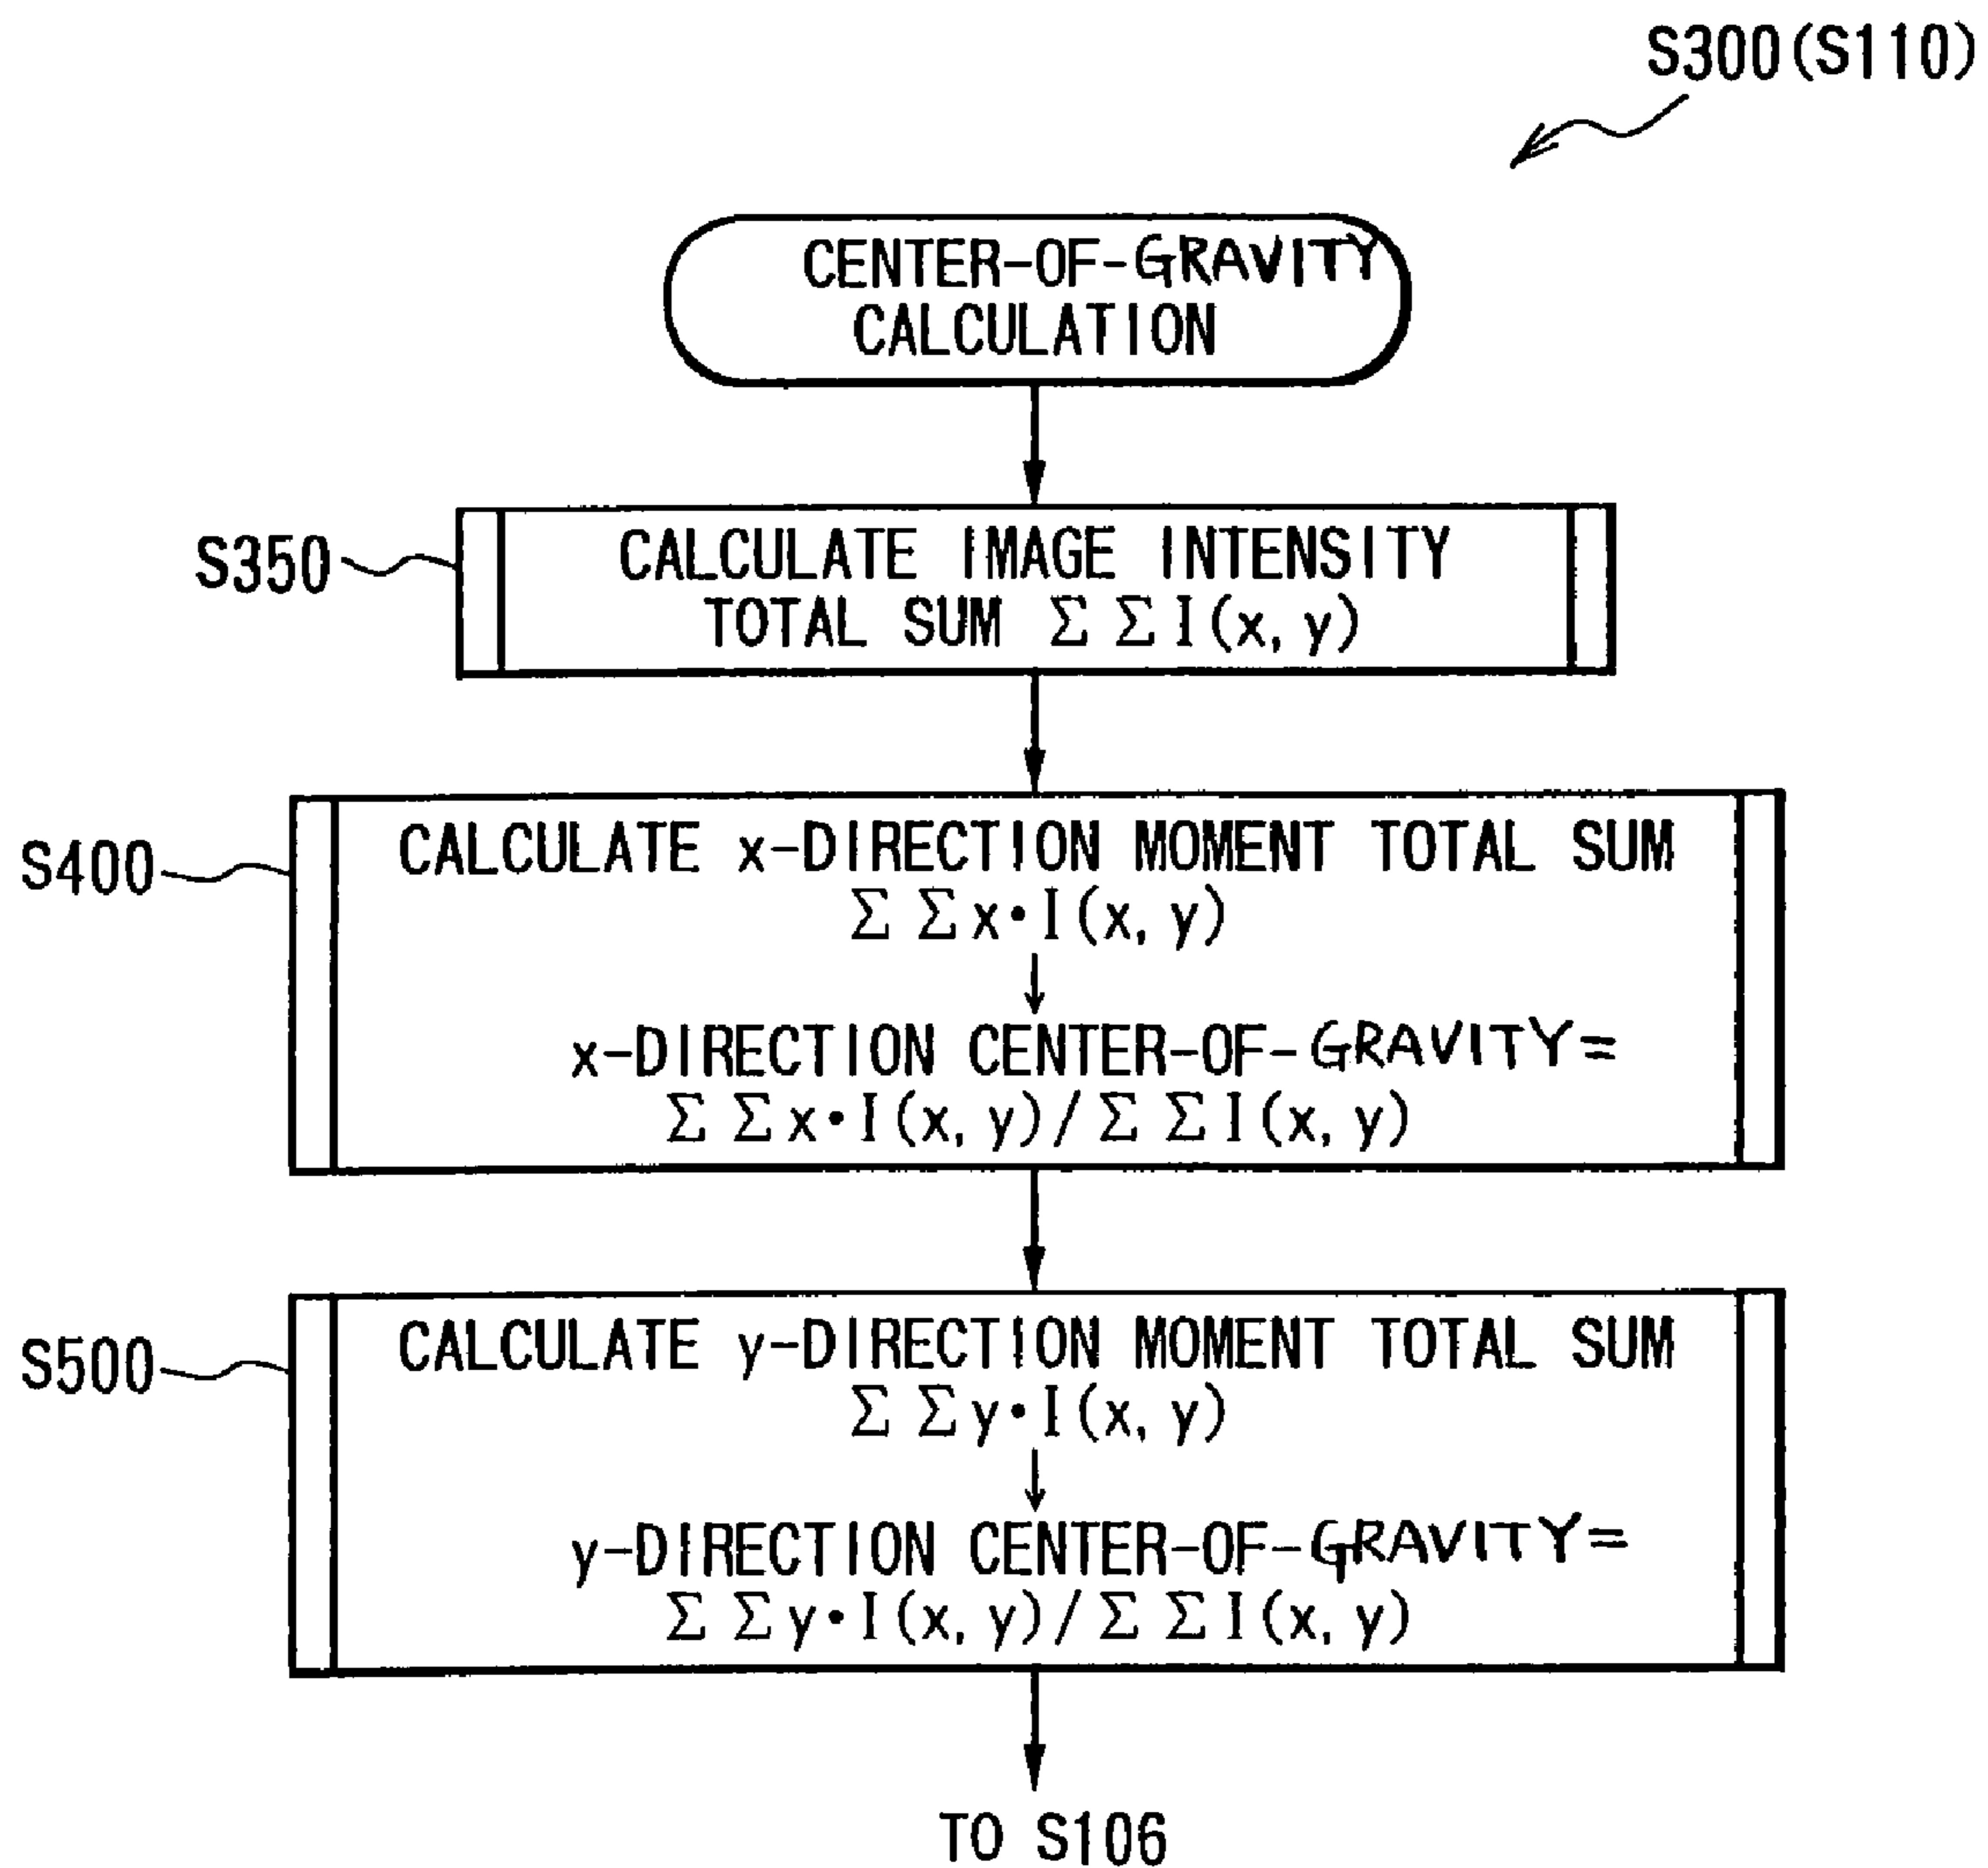 S300(S110)
CENTER-OF-GRAVITY
CALCULATION
S350
CALCULATE IMAGE INTENSITY
TOTAL SUM ΣΣI(x, y)
S400
CALCULATE x-DIRECTION MOMENT TOTAL SUM
ΣΣx•I(x, y)
↓
x-DIRECTION CENTER-OF-GRAVITY=
ΣΣx•I(x, y)/ΣΣI(x, y)
S500
CALCULATE y-DIRECTION MOMENT TOTAL SUM
ΣΣy•I(x, y)
↓
y-DIRECTION CENTER-OF-GRAVITY=
ΣΣy•I(x, y)/ΣΣI(x, y)
TO S106